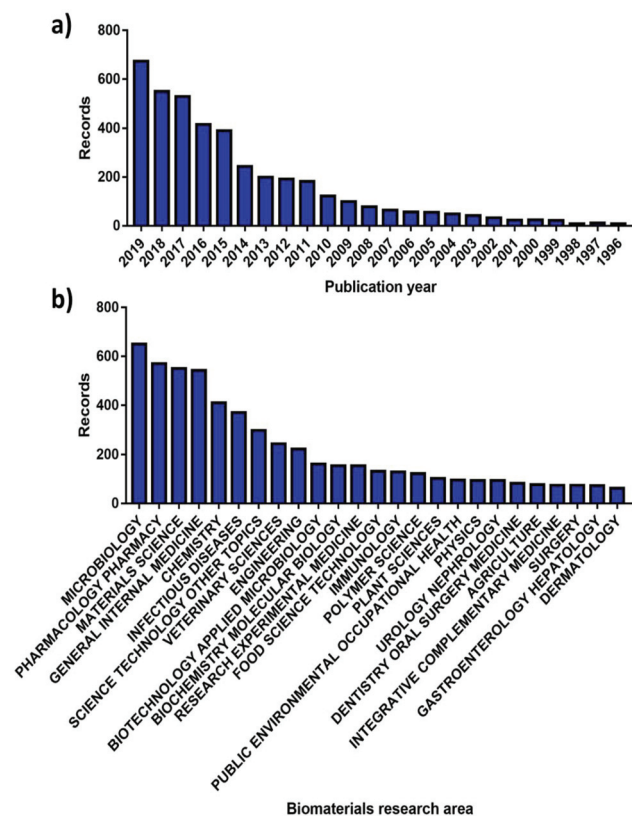 a)
800
600
400
200
0
Records
2019 2018 2017 2016 2015 2014 2013 2012 2011 2010 2009 2008 2007 2006 2005 2004 2003 2002 2001 2000 1999 1998 1997 1996
Publication year
b)
800
600
400
200
0
Records
MICROBIOLOGY
PHARMACOLOGY PHARMACY
MATERIALS SCIENCE
GENERAL INTERNAL MEDICINE
CHEMISTRY
INFECTIOUS DISEASES
SCIENCE TECHNOLOGY OTHER TOPICS
VETERINARY SCIENCES
ENGINEERING
BIOTECHNOLOGY APPLIED MICROBIOLOGY
BIOCHEMISTRY MOLECULAR BIOLOGY
RESEARCH EXPERIMENTAL MEDICINE
FOOD SCIENCE TECHNOLOGY
IMMUNOLOGY
POLYMER SCIENCE
PLANT SCIENCES
PUBLIC ENVIRONMENTAL OCCUPATIONAL HEALTH
PHYSICS
UROLOGY NEPHROLOGY
DENTISTRY ORAL SURGERY MEDICINE
AGRICULTURE
INTEGRATIVE COMPLEMENTARY MEDICINE
SURGERY
GASTROENTEROLOGY HEPATOLOGY
DERMATOLOGY
Biomaterials research area